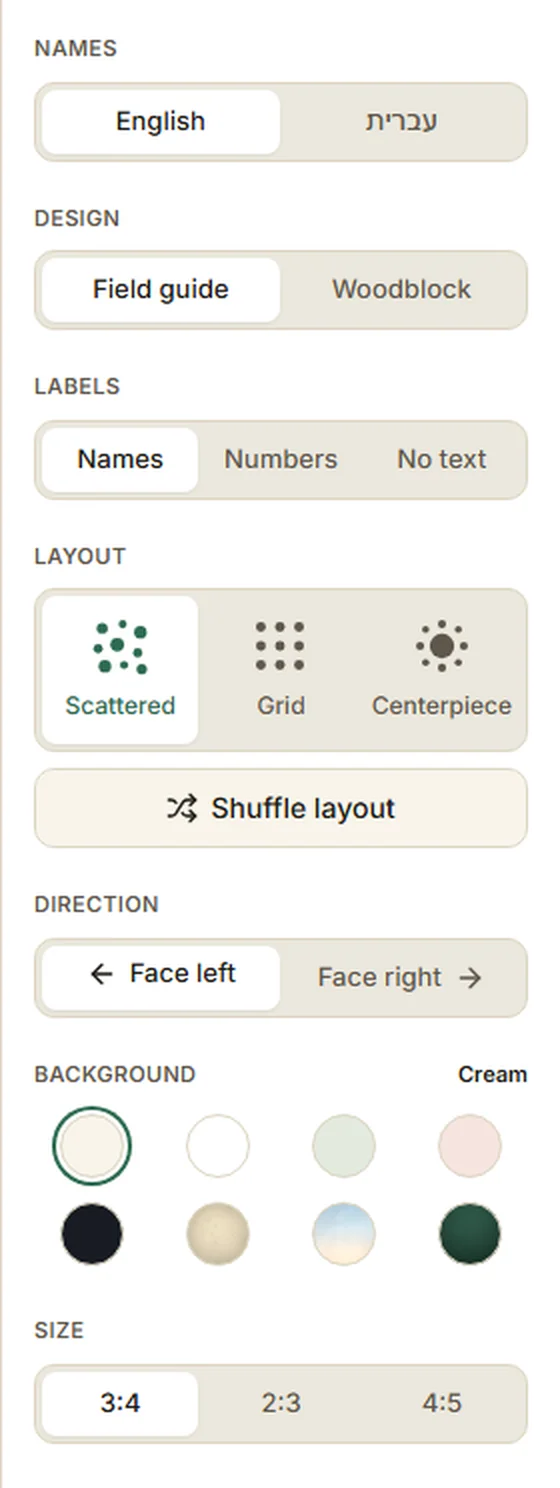 NAMES
English עברית
DESIGN
Field guide Woodblock
LABELS
Names Numbers No text
LAYOUT
Scattered Grid Centerpiece
Shuffle layout
DIRECTION
← Face left Face right →
BACKGROUND Cream
SIZE
3:4 2:3 4:5